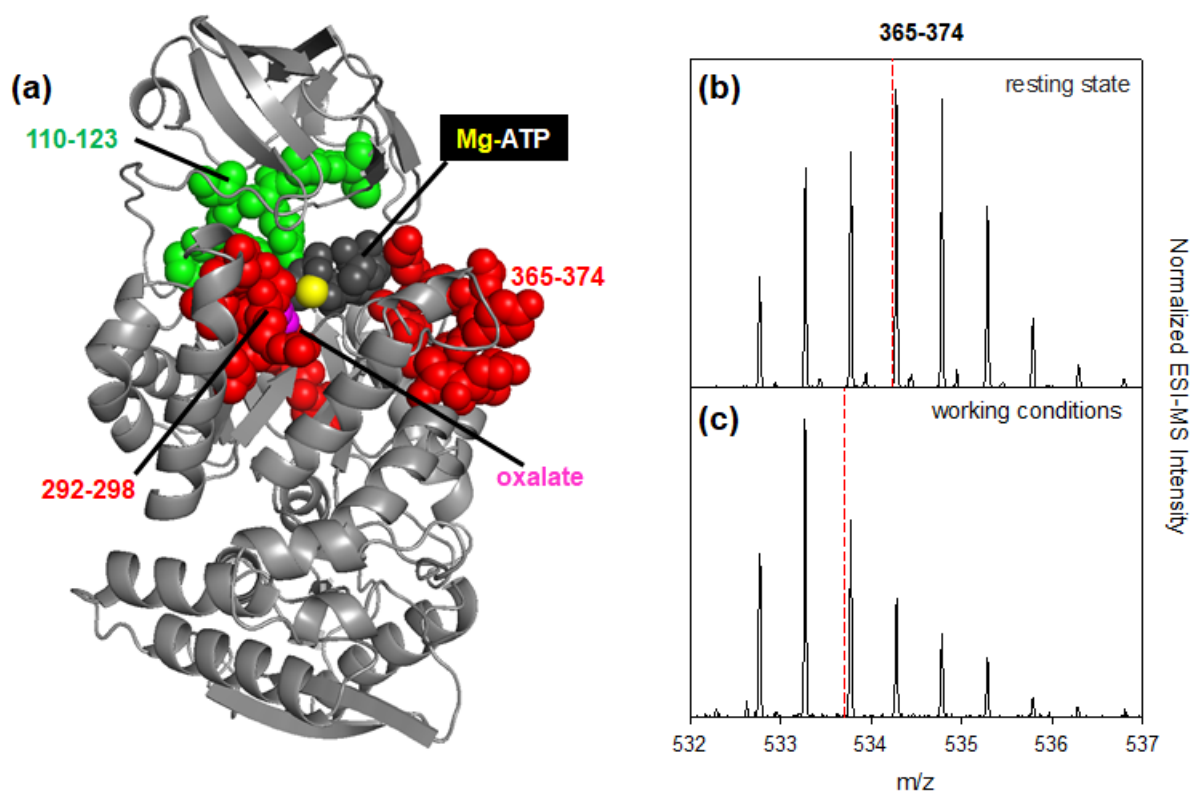 (a)
110-123
Mg-ATP
365-374
292-298
oxalate
365-374
(b)
resting state
(c)
working conditions
Normalized ESI-MS Intensity
532 533 534 535 536 537
m/z